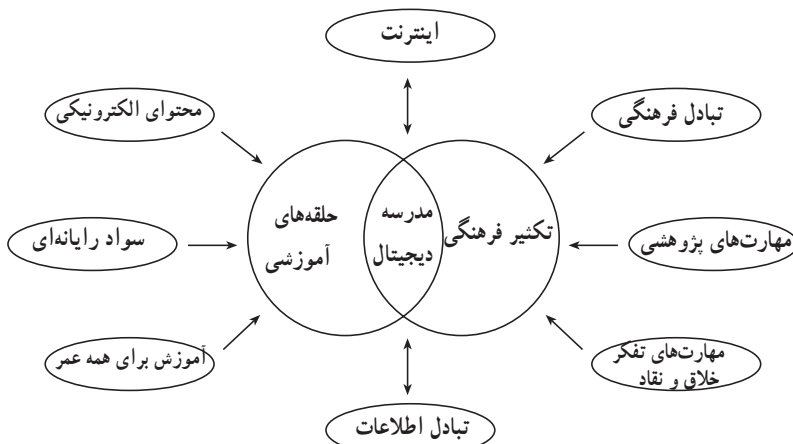 اینترنت
تبادل فرهنگی
محتوای الکترونیکی
مدرسه
دیجیتال
تکثیر فرهنگی
حلقه‌های
آموزشی
مهارت‌های پژوهشی
سواد رایانه‌ای
مهارت‌های تفکر
خلاق و نقاد
آموزش برای همه عمر
تبادل اطلاعات